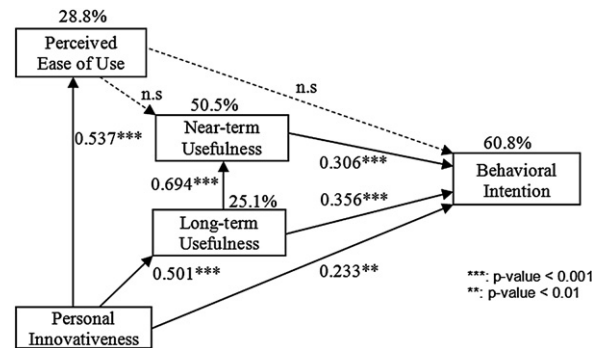 28.8%
Perceived
Ease of Use
n.s
n.s
50.5%
0.537***
Near-term
Usefulness
60.8%
0.306***
Behavioral
Intention
0.694***
25.1%
0.356***
Long-term
Usefulness
0.501***
0.233**
***: p-value < 0.001
**: p-value < 0.01
Personal
Innovativeness